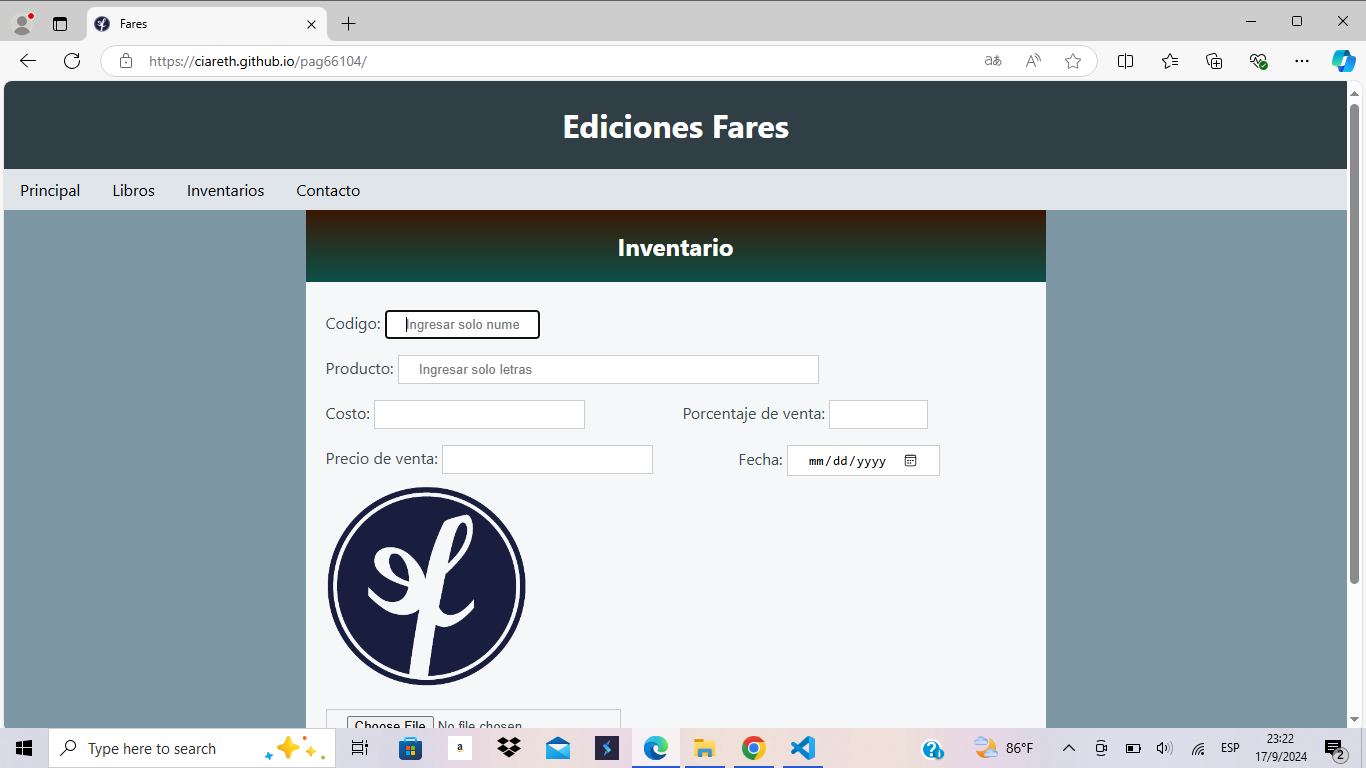 Fares
https://ciareth.github.io/pag66104/
Ediciones Fares
Principal Libros Inventarios Contacto
Inventario
Codigo: Ingresar solo nume
Producto: Ingresar solo letras
Costo: Porcentaje de venta:
Precio de venta: Fecha: mm/dd/yyyy
Choose File No file chosen
Type here to search
86°F
ESP
23:22
17/9/2024
2